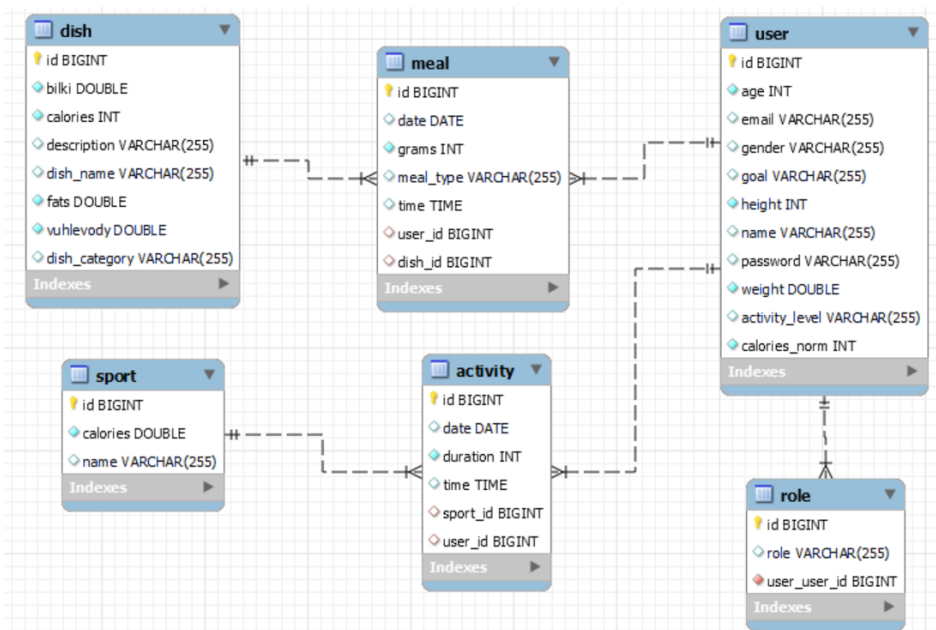 dish
id BIGINT
bilki DOUBLE
calories INT
description VARCHAR(255)
dish_name VARCHAR(255)
fats DOUBLE
vuhlevody DOUBLE
dish_category VARCHAR(255)
Indexes
meal
id BIGINT
date DATE
grams INT
meal_type VARCHAR(255)
time TIME
user_id BIGINT
dish_id BIGINT
Indexes
user
id BIGINT
age INT
email VARCHAR(255)
gender VARCHAR(255)
goal VARCHAR(255)
height INT
name VARCHAR(255)
password VARCHAR(255)
weight DOUBLE
activity_level VARCHAR(255)
calories_norm INT
Indexes
sport
id BIGINT
calories DOUBLE
name VARCHAR(255)
Indexes
activity
id BIGINT
date DATE
duration INT
time TIME
sport_id BIGINT
user_id BIGINT
Indexes
role
id BIGINT
role VARCHAR(255)
user_user_id BIGINT
Indexes